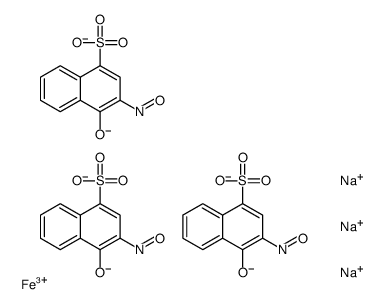 O
O⁻ S O
N O
O⁻
O O
O⁻ S O O⁻ S O
Na⁺
Na⁺
N O N O
O⁻ O⁻
Na⁺
Fe³⁺